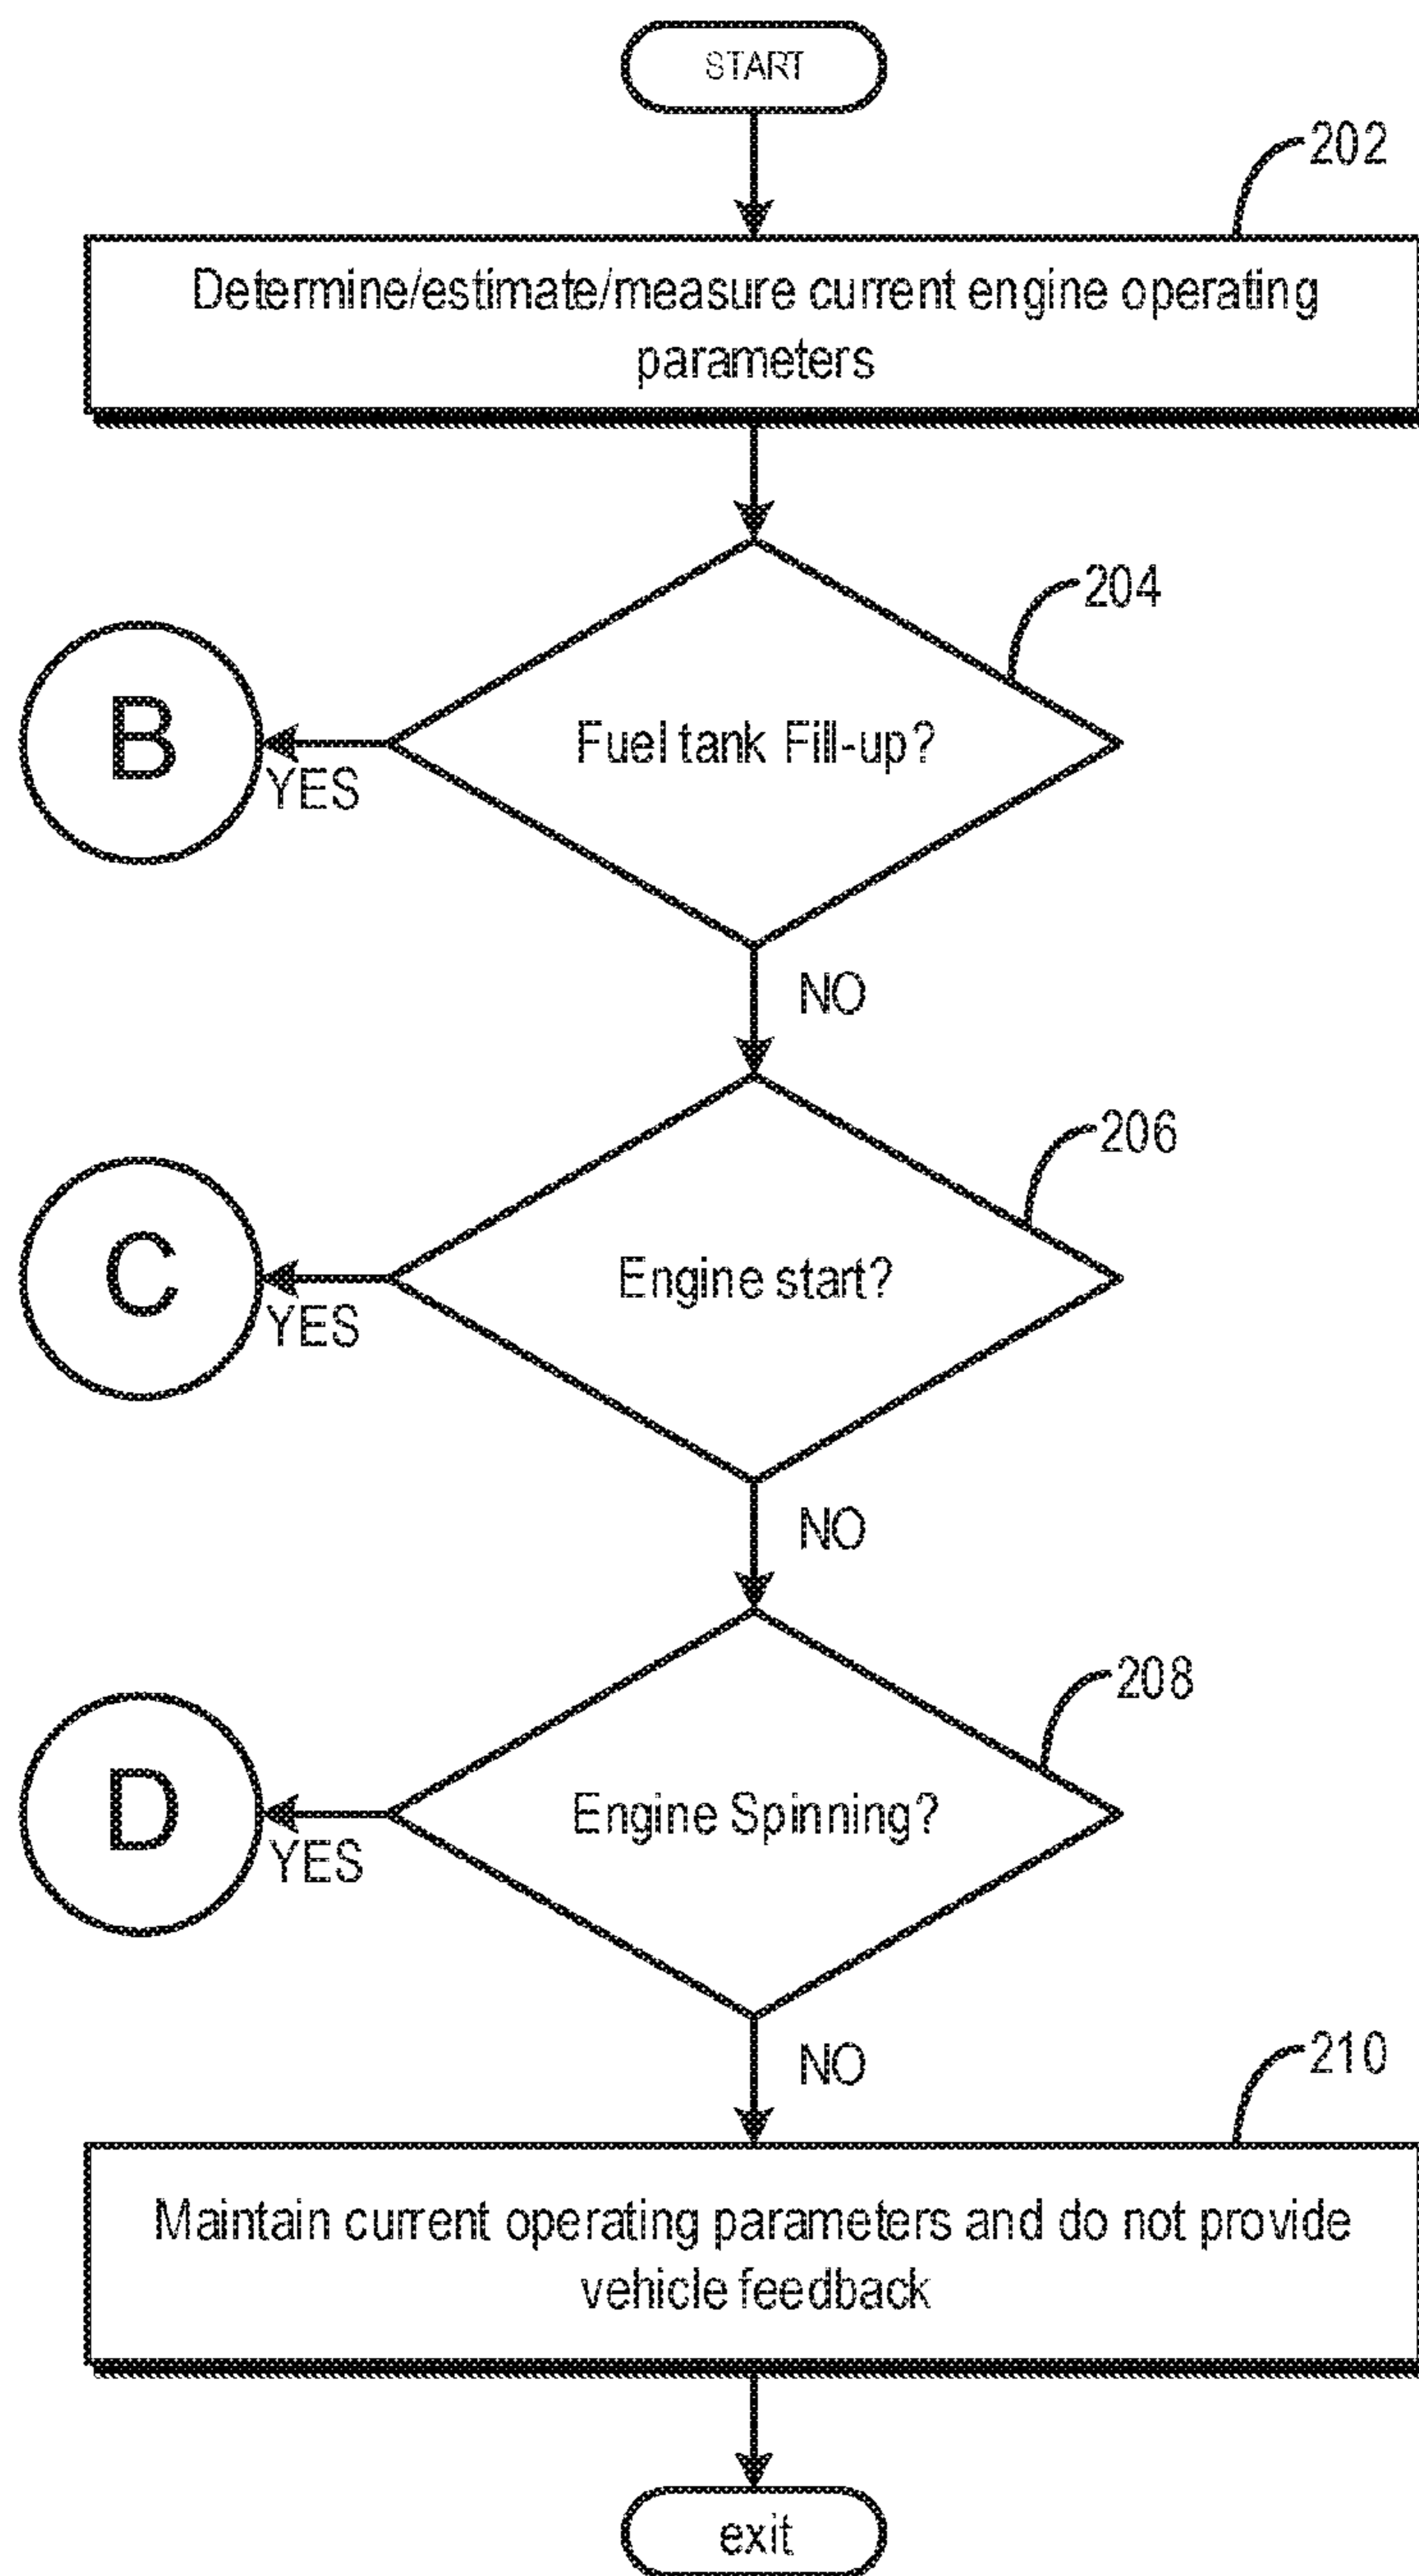 START
202
Determine/estimate/measure current engine operating
parameters
204
Fuel tank Fill-up?
B
YES
NO
206
Engine start?
C
YES
NO
208
Engine Spinning?
D
YES
NO
210
Maintain current operating parameters and do not provide
vehicle feedback
exit